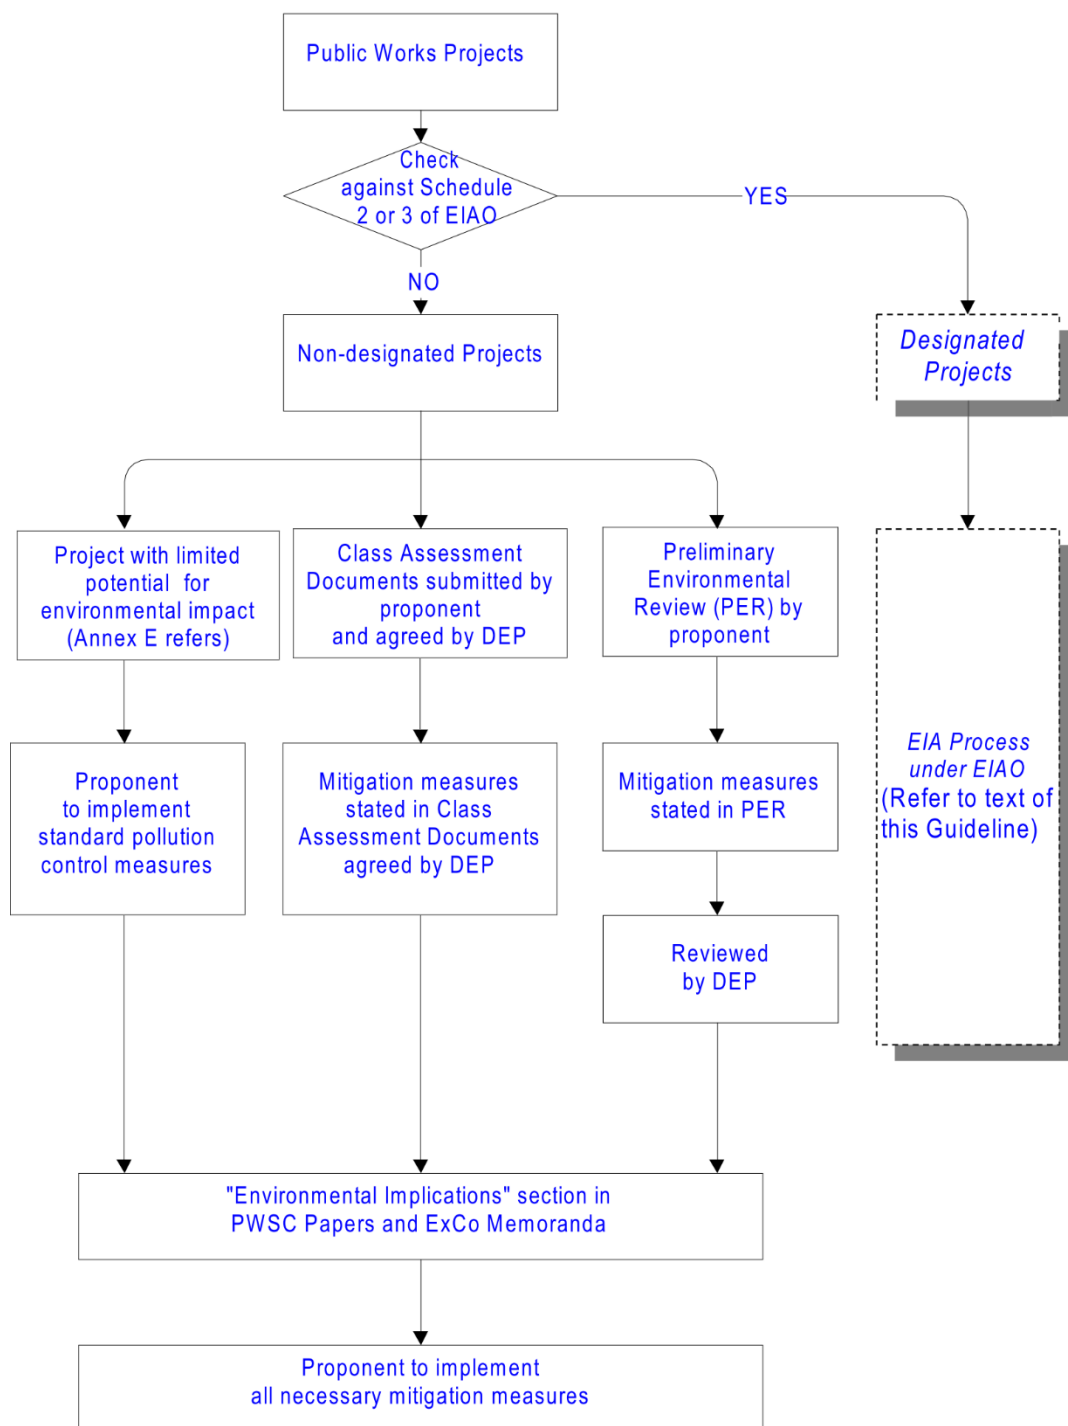 Public Works Projects
Check
against Schedule
2 or 3 of EIAO
YES
NO
Non-designated Projects
Designated
Projects
Project with limited
potential for
environmental impact
(Annex E refers)
Class Assessment
Documents submitted by
proponent
and agreed by DEP
Preliminary
Environmental
Review (PER) by
proponent
EIA Process
under EIAO
(Refer to text of
this Guideline)
Proponent
to implement
standard pollution
control measures
Mitigation measures
stated in Class
Assessment Documents
agreed by DEP
Mitigation measures
stated in PER
Reviewed
by DEP
"Environmental Implications" section in
PWSC Papers and ExCo Memoranda
Proponent to implement
all necessary mitigation measures